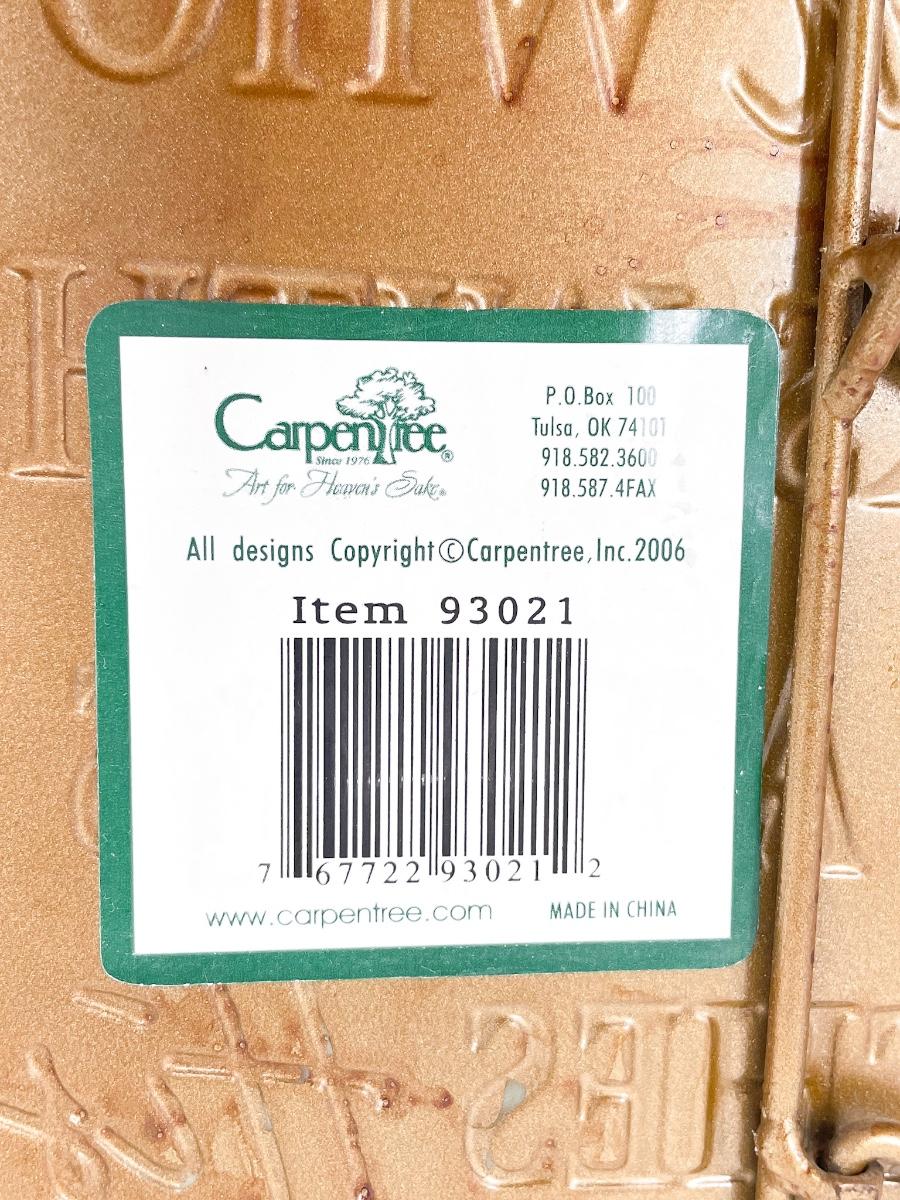 Carpentree®
Since 1976
Art for Heaven's Sake®
P.O.Box 100
Tulsa, OK 74101
918.582.3600
918.587.4FAX
All designs Copyright©Carpentree,Inc.2006
Item 93021
7 67722 93021 2
www.carpentree.com
MADE IN CHINA